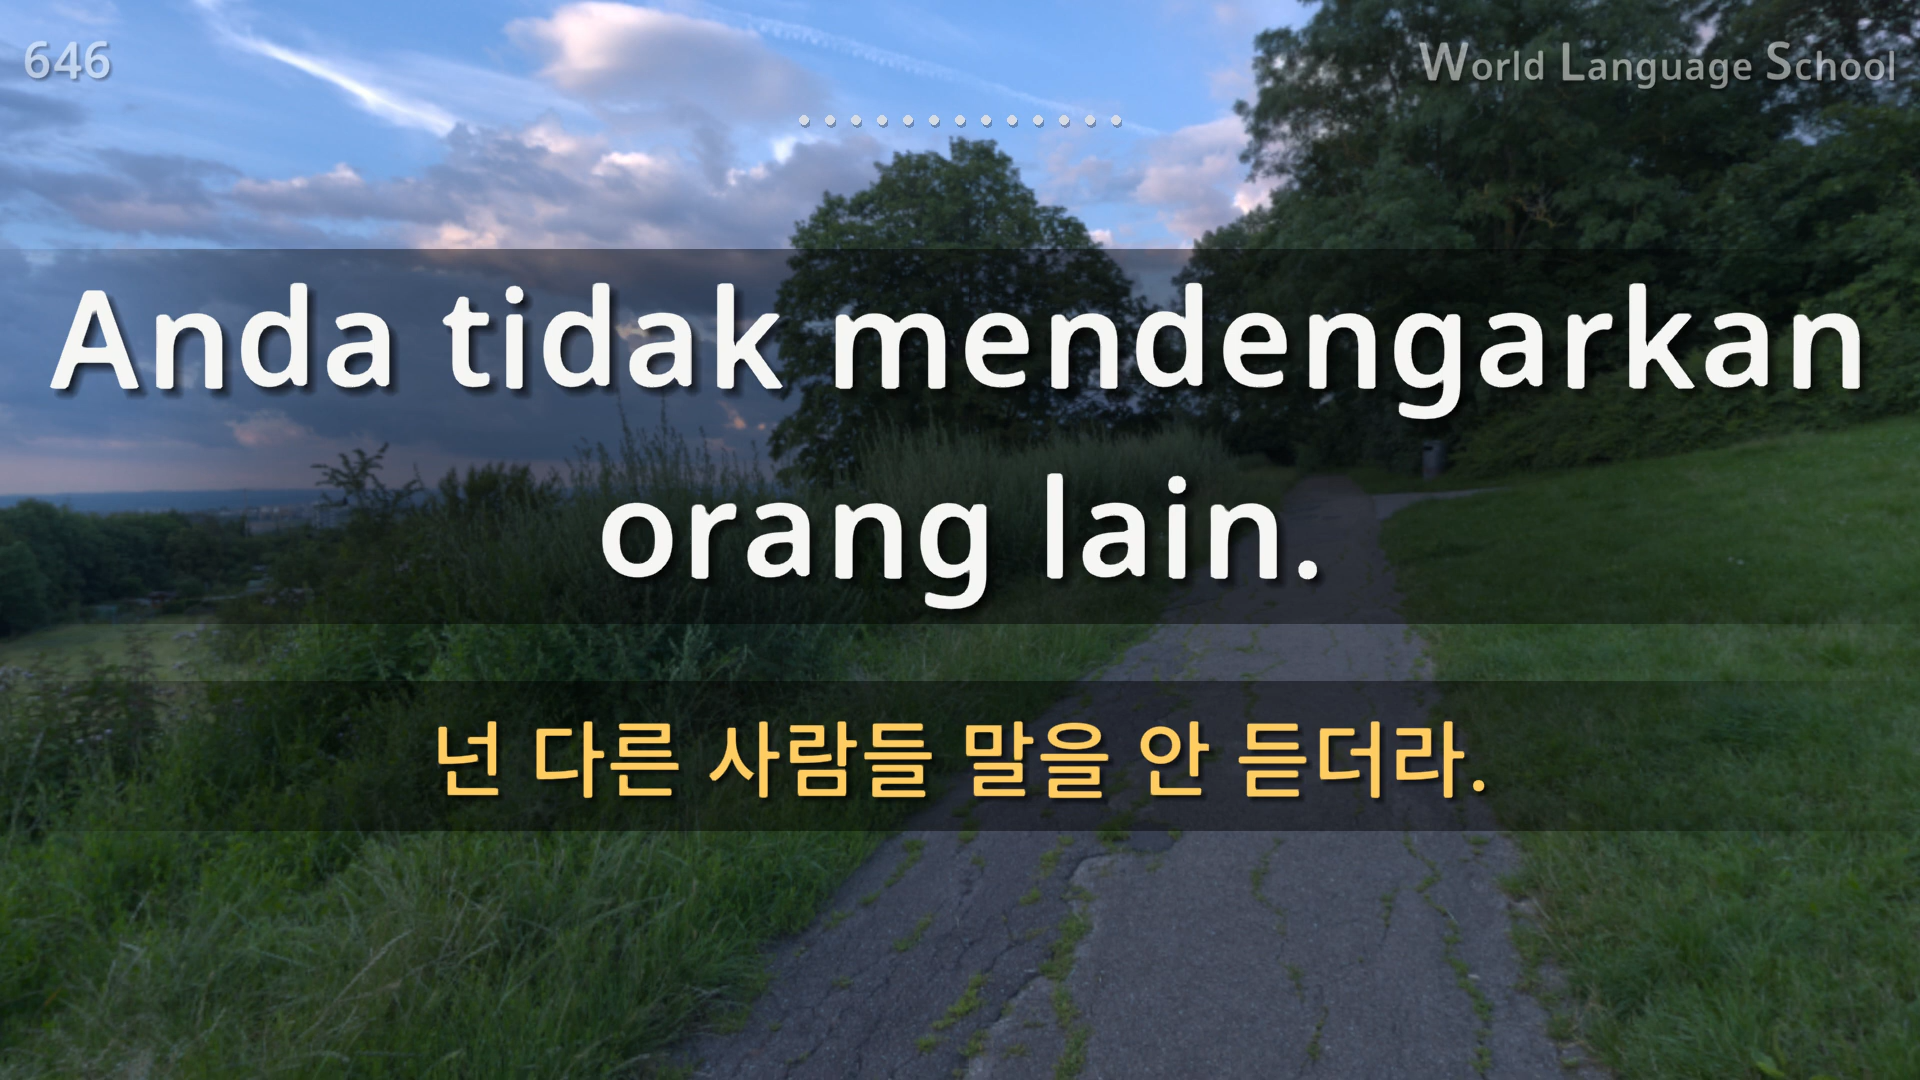 646
World Language School
Anda tidak mendengarkan
orang lain.
넌 다른 사람들 말을 안 듣더라.